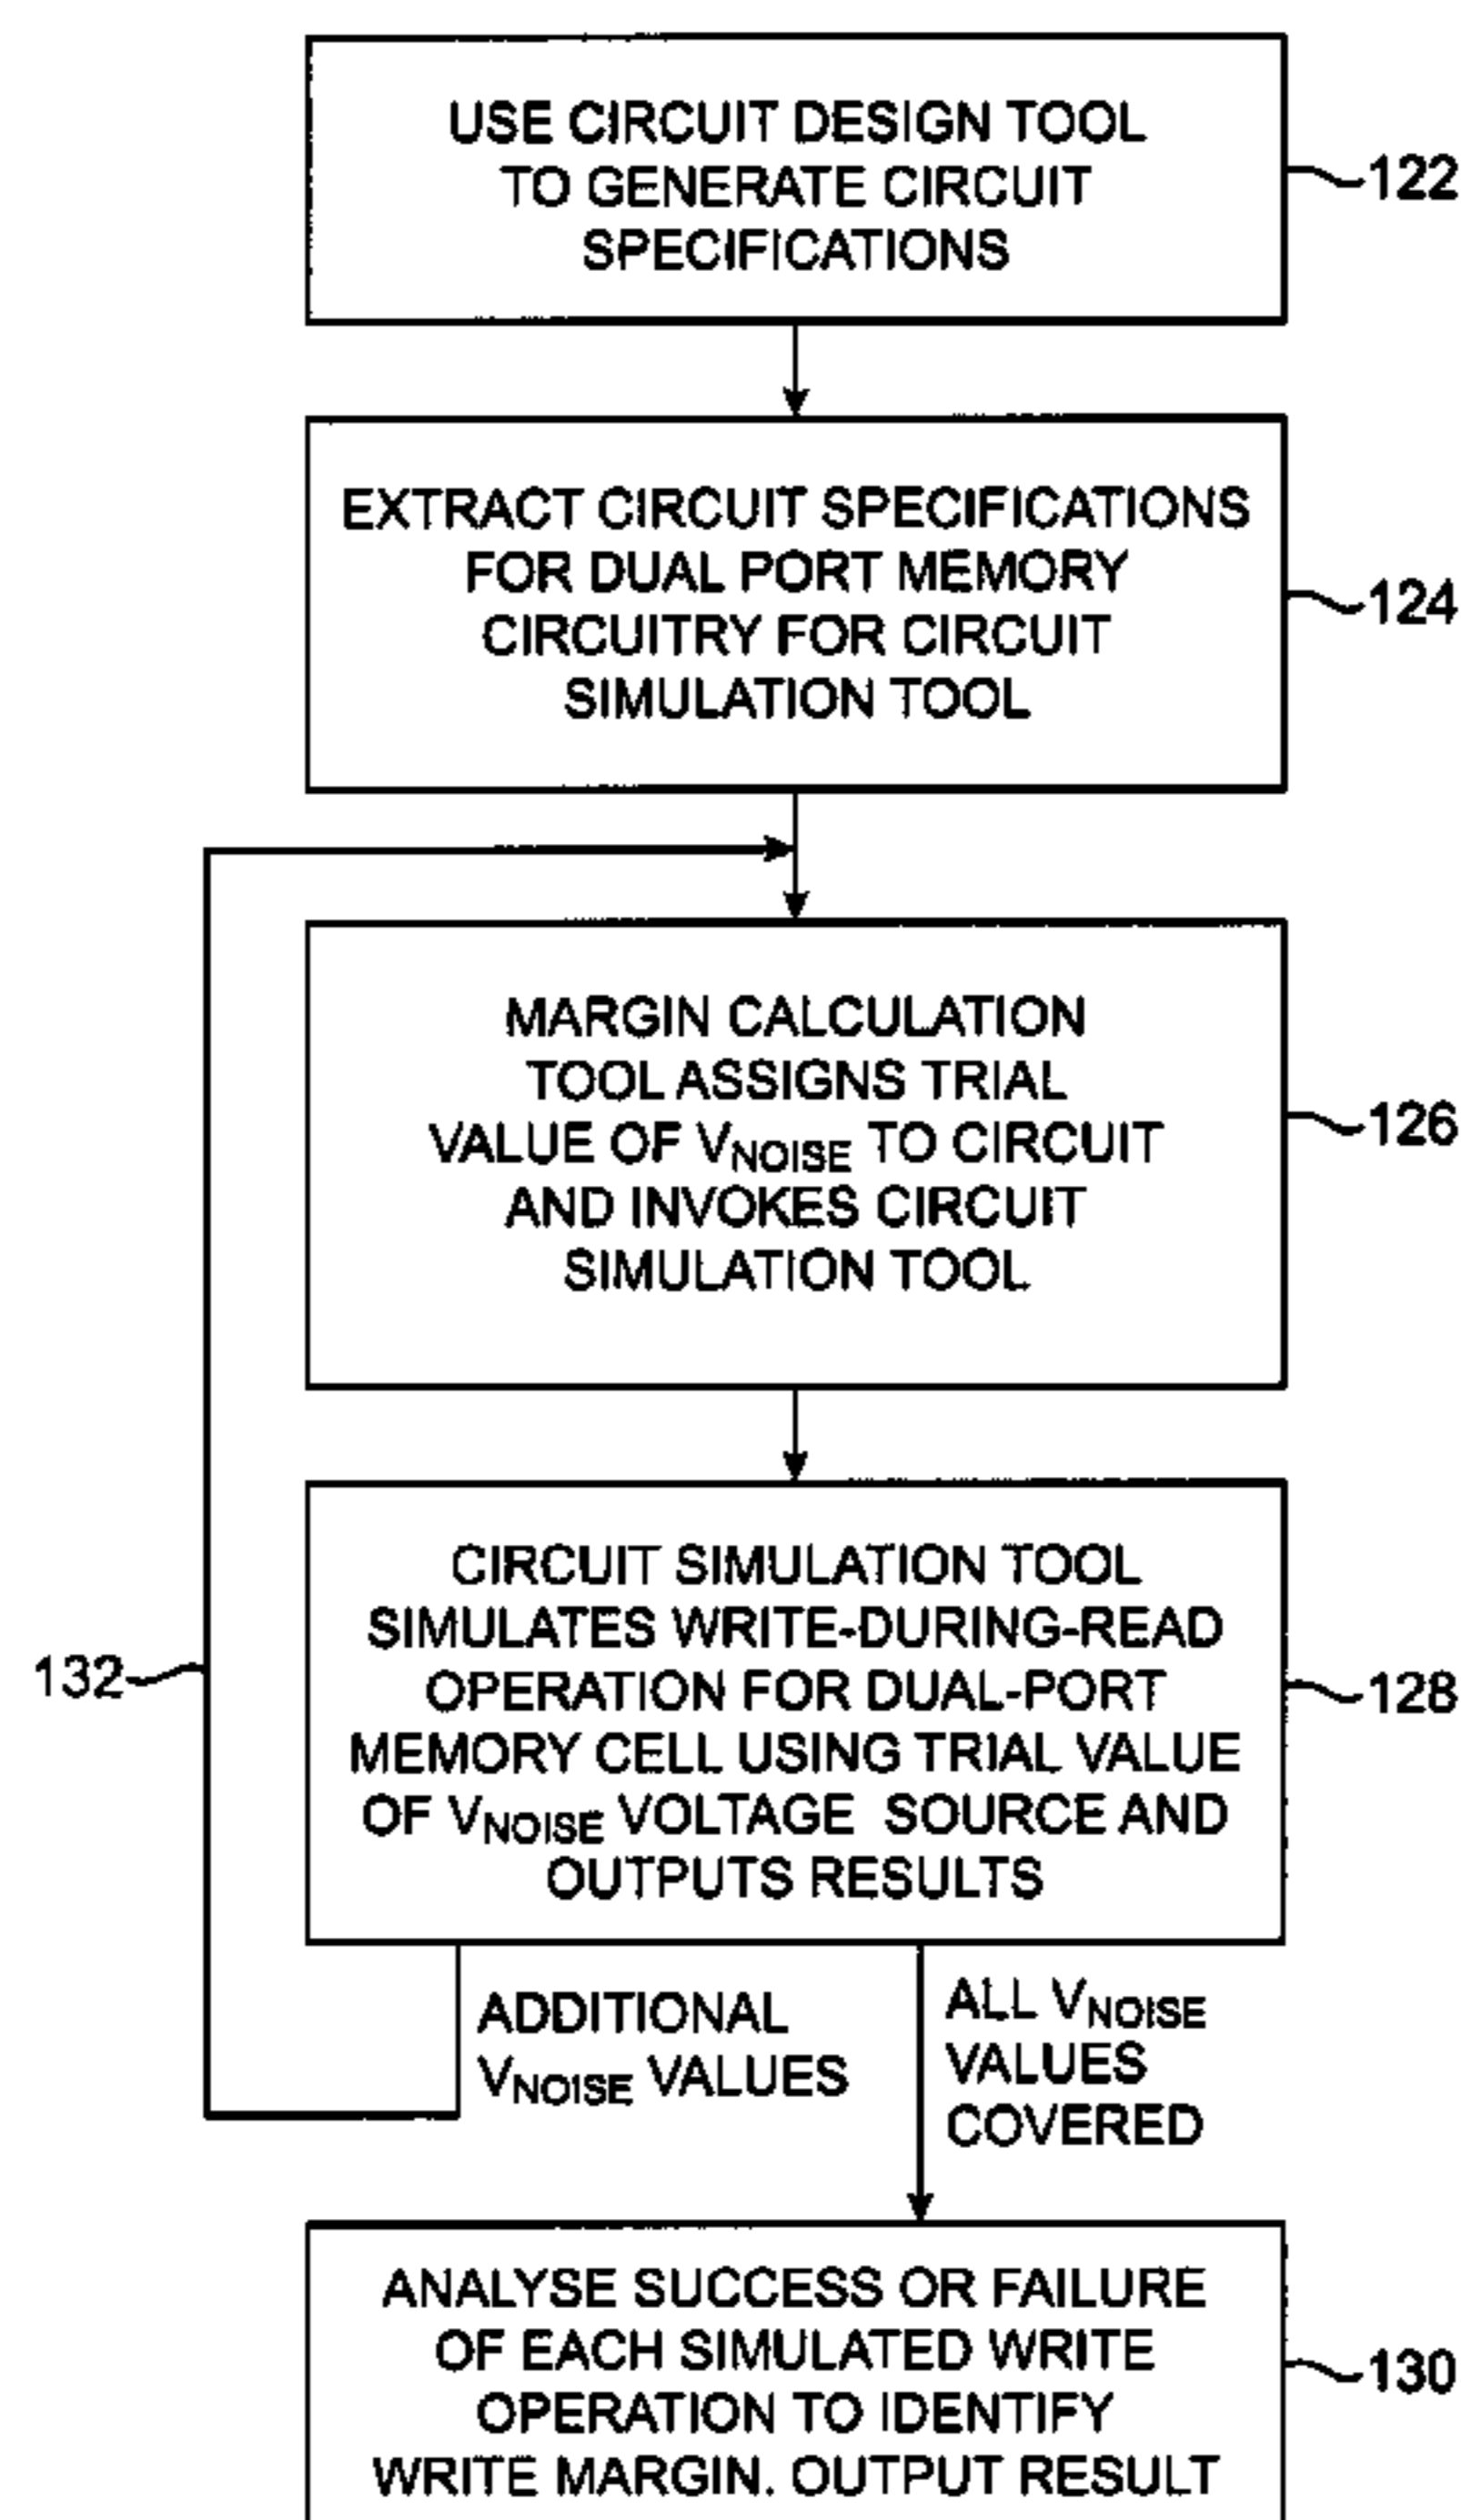 USE CIRCUIT DESIGN TOOL
TO GENERATE CIRCUIT
SPECIFICATIONS
122
EXTRACT CIRCUIT SPECIFICATIONS
FOR DUAL PORT MEMORY
CIRCUITRY FOR CIRCUIT
SIMULATION TOOL
124
MARGIN CALCULATION
TOOL ASSIGNS TRIAL
VALUE OF VNOISE TO CIRCUIT
AND INVOKES CIRCUIT
SIMULATION TOOL
126
CIRCUIT SIMULATION TOOL
SIMULATES WRITE-DURING-READ
OPERATION FOR DUAL-PORT
MEMORY CELL USING TRIAL VALUE
OF VNOISE VOLTAGE SOURCE AND
OUTPUTS RESULTS
128
132
ADDITIONAL
VNOISE VALUES
ALL VNOISE
VALUES
COVERED
ANALYSE SUCCESS OR FAILURE
OF EACH SIMULATED WRITE
OPERATION TO IDENTIFY
WRITE MARGIN. OUTPUT RESULT
130